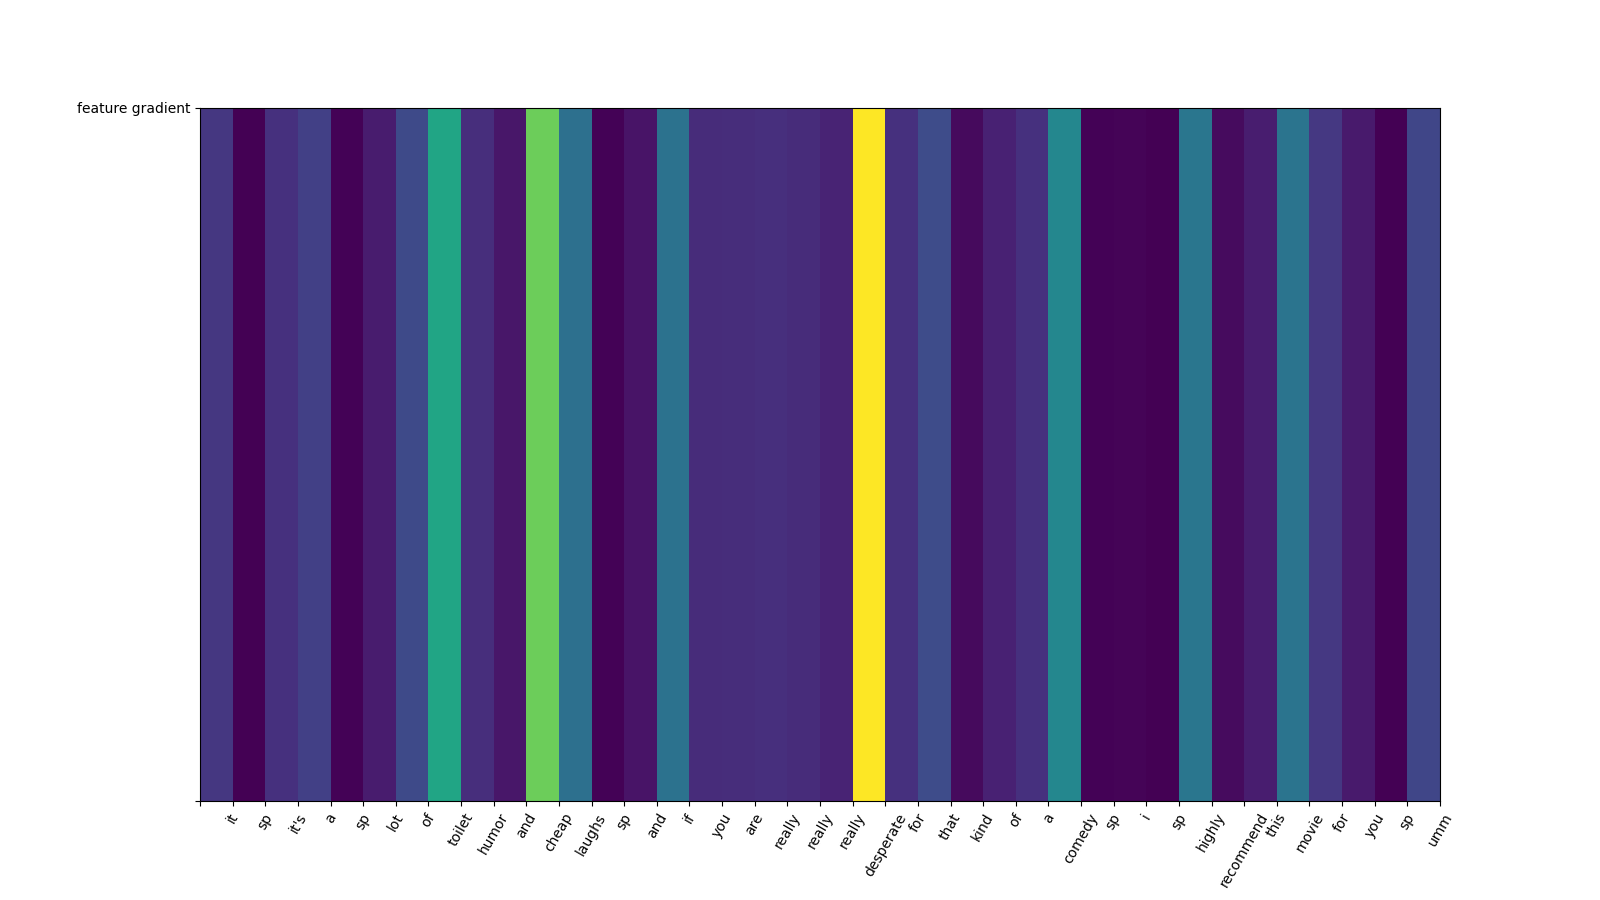 feature gradient
it sp it's a sp lot of toilet humor and cheap laughs sp and if you are really really really desperate for that kind of a comedy sp i sp highly recommend this movie for you sp umm